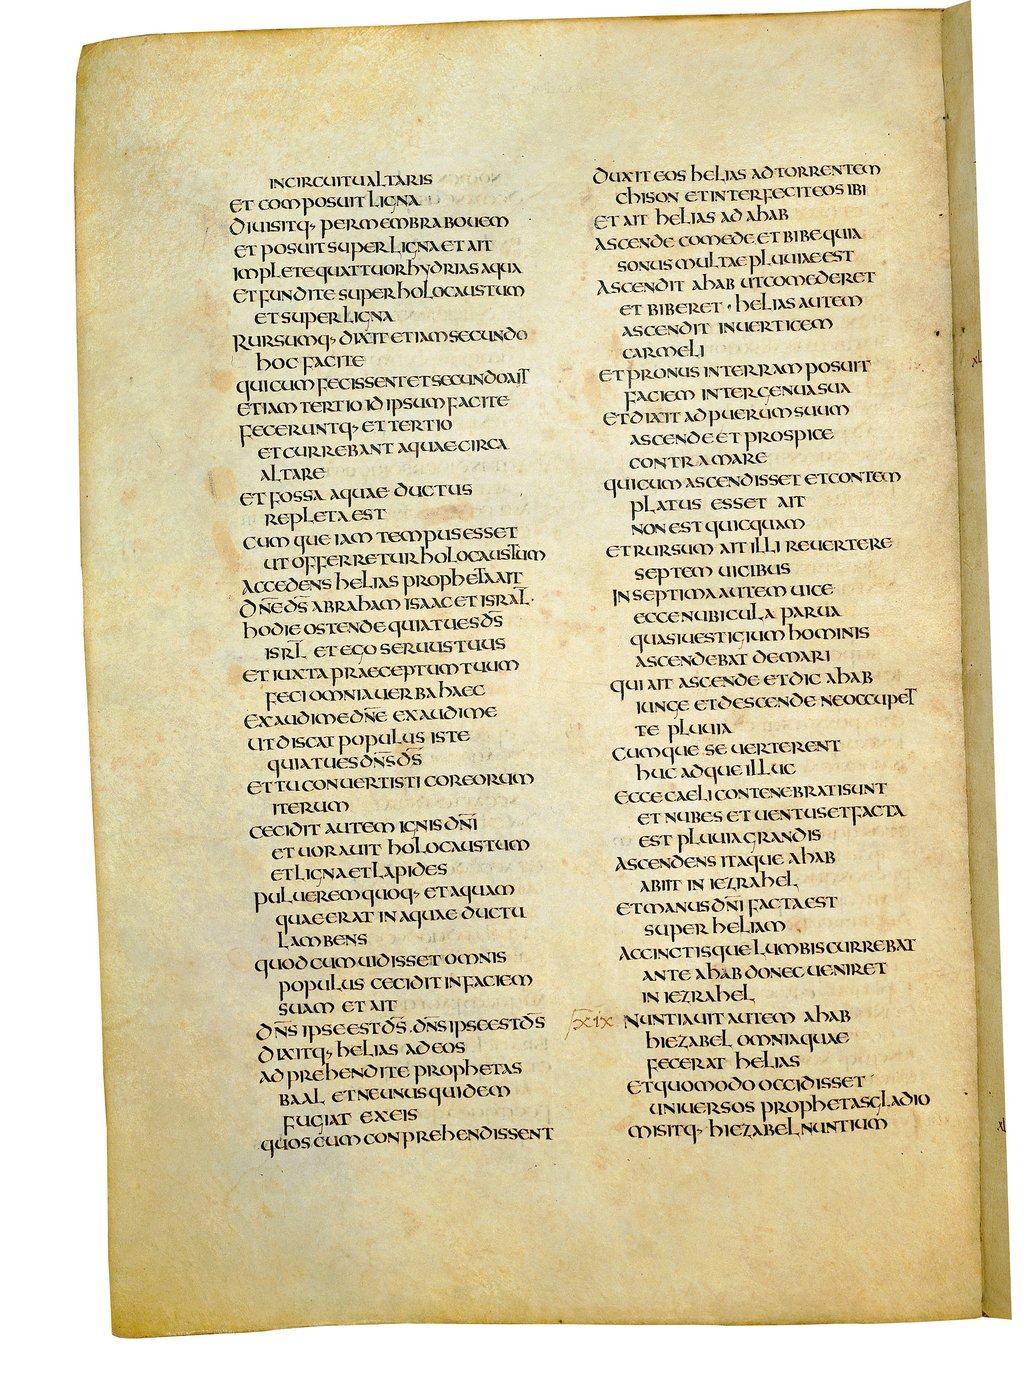 INCIRCUITU ALTARIS
ET COMPOSUIT LIGNA
DIUISITQ; PER MEMBRA BOUEM
ET POSUIT SUPER LIGNA ET AIT
IMPLETE QUATTUOR hYDRIAS AQUA
ET FUNDITE SUPER hOLOCAUSTUM
ET SUPER LIGNA
RURSUMQ; DIXIT ETIAM SECUNDO
hOC FACITE
QUI CUM FECISSENT ET SECUNDO AIT
ETIAM TERTIO ID IPSUM FACITE
FECERUNTQ; ET TERTIO
ET CURREBANT AQUAE CIRCA
ALTARE
ET FOSSA AQUAE DUCTUS
REPLETA EST
CUMQUE IAM TEMPUS ESSET
UT OFFERRETUR hOLOCAUSTUM
ACCEDENS hELIAS PROPhETA AIT
DN̄E D̄S ABRAhAM ISAAC ET ISRAL̄·
hODIE OSTENDE QUIA TU ES D̄S
ISRL̄ ET EGO SERUUS TUUS
ET IUXTA PRAECEPTUM TUUM
FECI OMNIA UERBA hAEC
EXAUDI ME DN̄E EXAUDI ME
UT DISCAT POPULUS ISTE
QUIA TU ES DN̄S D̄S
ET TU CONUERTISTI COR EORUM
ITERUM
CECIDIT AUTEM IGNIS DN̄I
ET UORAUIT hOLOCAUSTUM
ET LIGNA ET LAPIDES
PULUEREM QUOQ; ET AQUAM
QUAE ERAT IN AQUAE DUCTU
LAMBENS
QUOD CUM UIDISSET OMNIS
POPULUS CECIDIT IN FACIEM
SUAM ET AIT
DN̄S IPSE EST D̄S· DN̄S IPSE EST D̄S
DIXITQ; hELIAS AD EOS
ADPREhENDITE PROPhETAS
BAAL ET NE UNUS QUIDEM
FUGIAT EX EIS
QUOS CUM CONPREhENDISSENT
DUXIT EOS hELIAS AD TORRENTEM
ChISON ET INTERFECIT EOS IBI
ET AIT hELIAS AD AhAB
ASCENDE COMEDE ET BIBE QUIA
SONUS MULTAE PLUUIAE EST
ASCENDIT AhAB UT COMEDERET
ET BIBERET · hELIAS AUTEM
ASCENDIT IN UERTICEM
CARMELI
ET PRONUS IN TERRAM POSUIT
FACIEM INTER GENUA SUA
ET DIXIT AD PUERUM SUUM
ASCENDE ET PROSPICE
CONTRA MARE
QUI CUM ASCENDISSET ET CONTEM
PLATUS ESSET AIT
NON EST QUICQUAM
ET RURSUM AIT ILLI REUERTERE
SEPTEM UICIBUS
IN SEPTIMA AUTEM UICE
ECCE NUBICULA PARUA
QUASI UESTIGIUM hOMINIS
ASCENDEBAT DE MARI
QUI AIT ASCENDE ET DIC AhAB
IUNGE ET DESCENDE NE OCCUPET
TE PLUUIA
CUMQUE SE UERTERENT
hUC ADQUE ILLUC
ECCE CAELI CONTENEBRATI SUNT
ET NUBES ET UENTUS ET FACTA
EST PLUUIA GRANDIS
ASCENDENS ITAQUE AhAB
ABIIT IN IEZRAhEL
ET MANUS DN̄I FACTA EST
SUPER hELIAM
ACCINCTISQUE LUMBIS CURREBAT
ANTE AhAB DONEC UENIRET
IN IEZRAhEL
XIX NUNTIAUIT AUTEM AhAB
hIEZABEL OMNIA QUAE
FECERAT hELIAS
ET QUOMODO OCCIDISSET
UNIUERSOS PROPhETAS GLADIO
MISITQ; hIEZABEL NUNTIUM